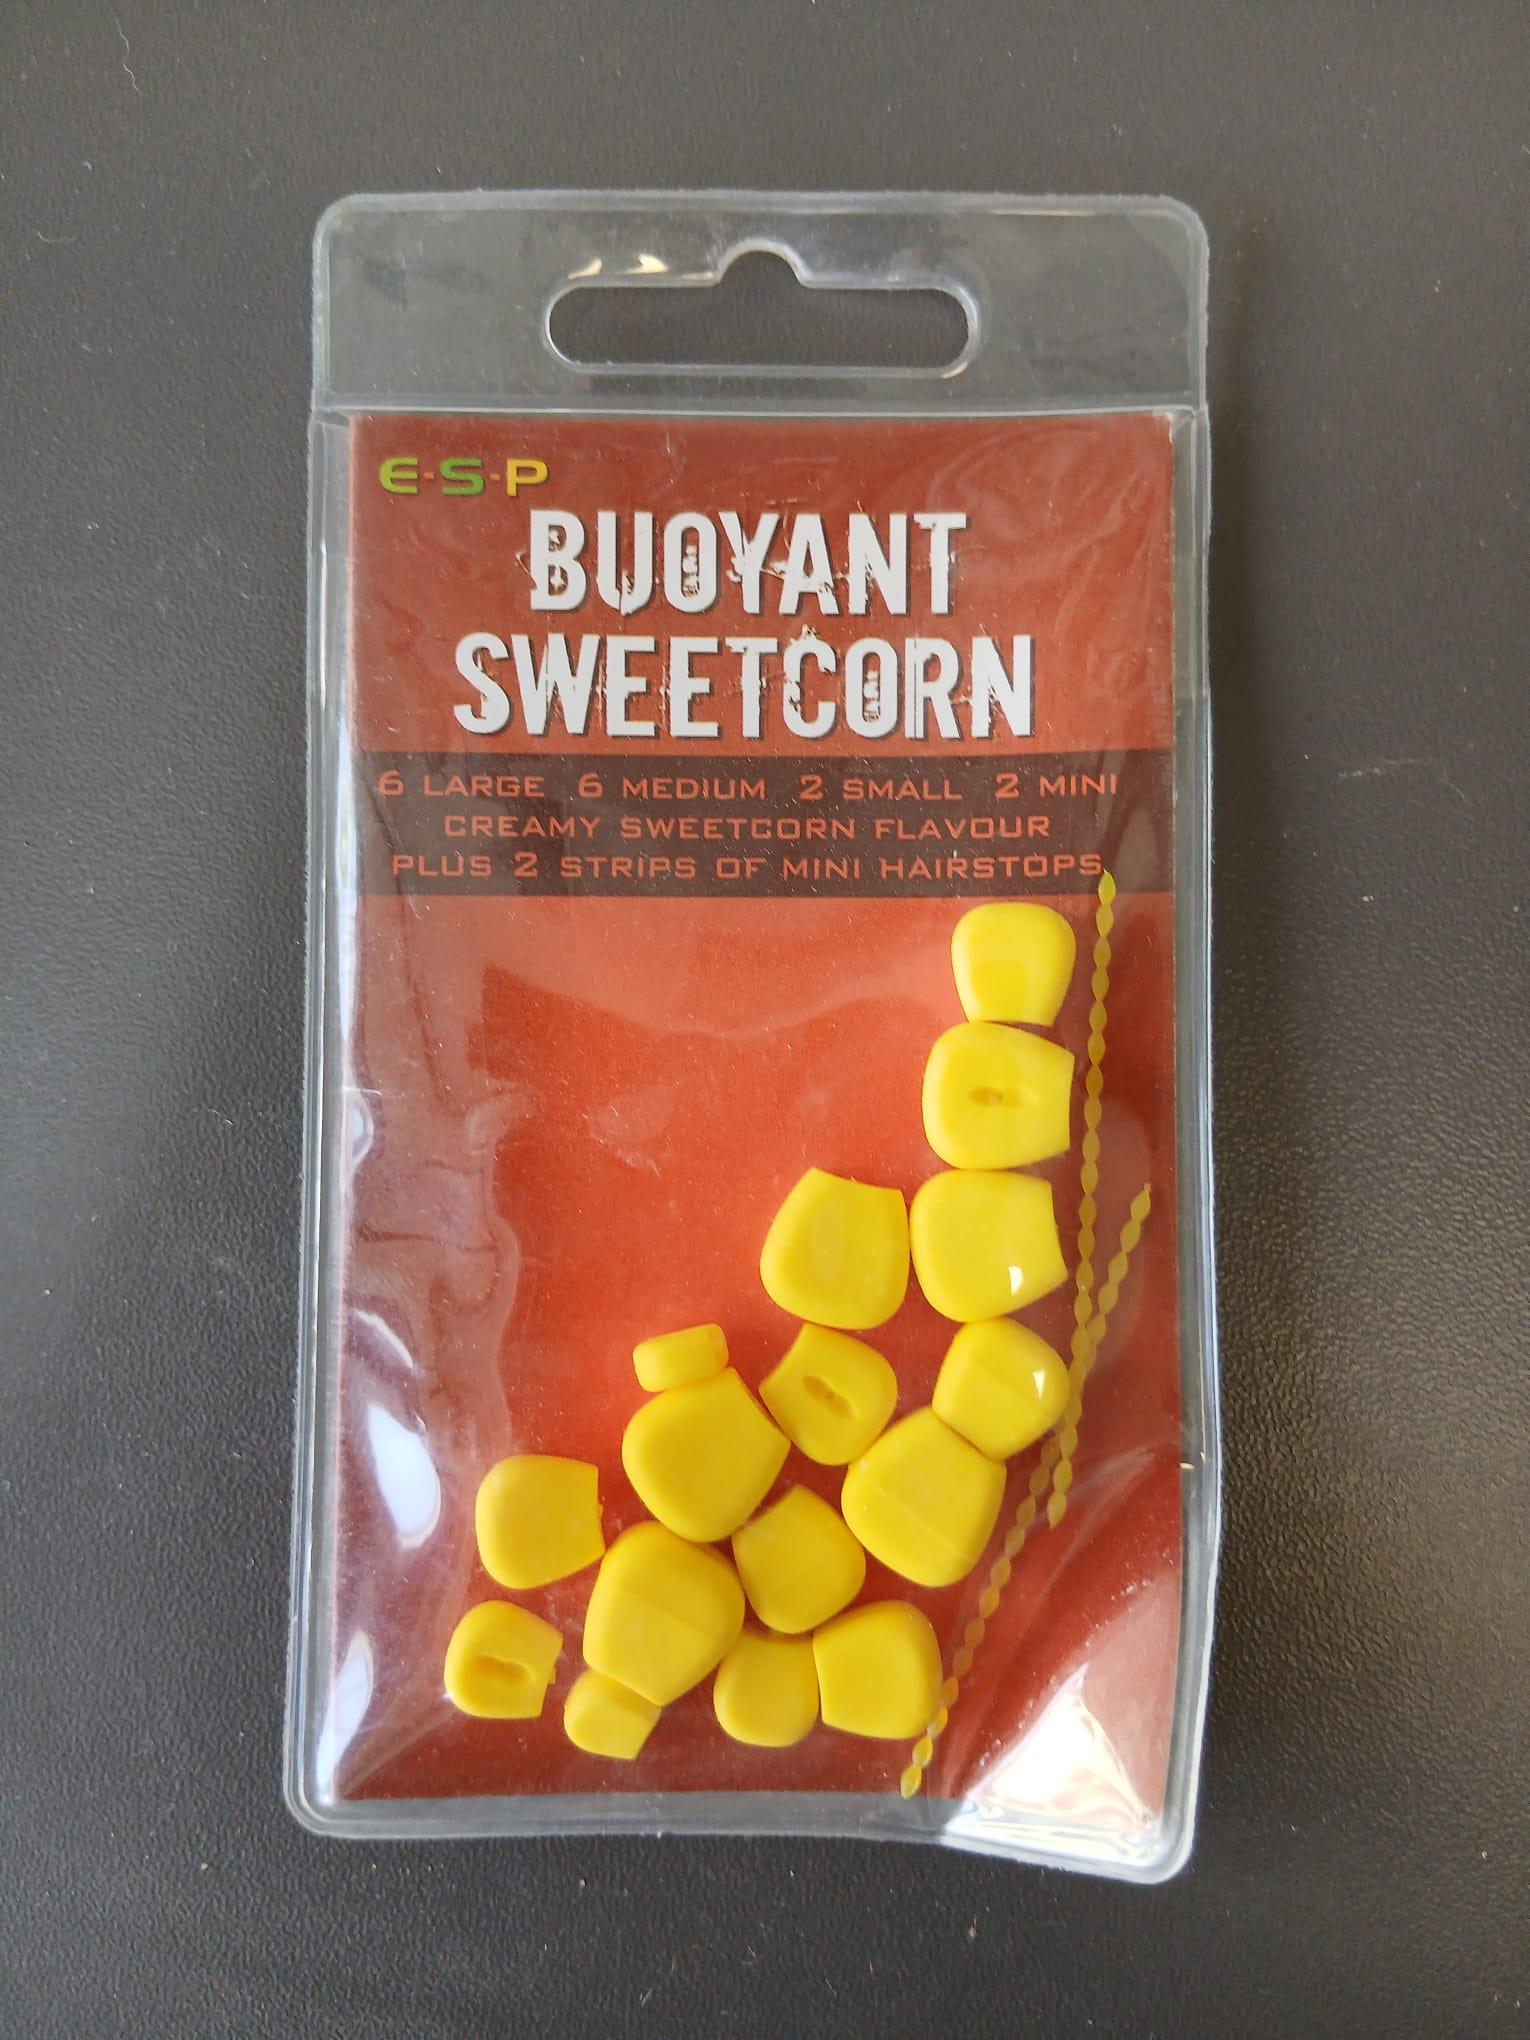 E-S-P
BUOYANT
SWEETCORN
6 LARGE 6 MEDIUM 2 SMALL 2 MINI
CREAMY SWEETCORN FLAVOUR
PLUS 2 STRIPS OF MINI HAIRSTOPS